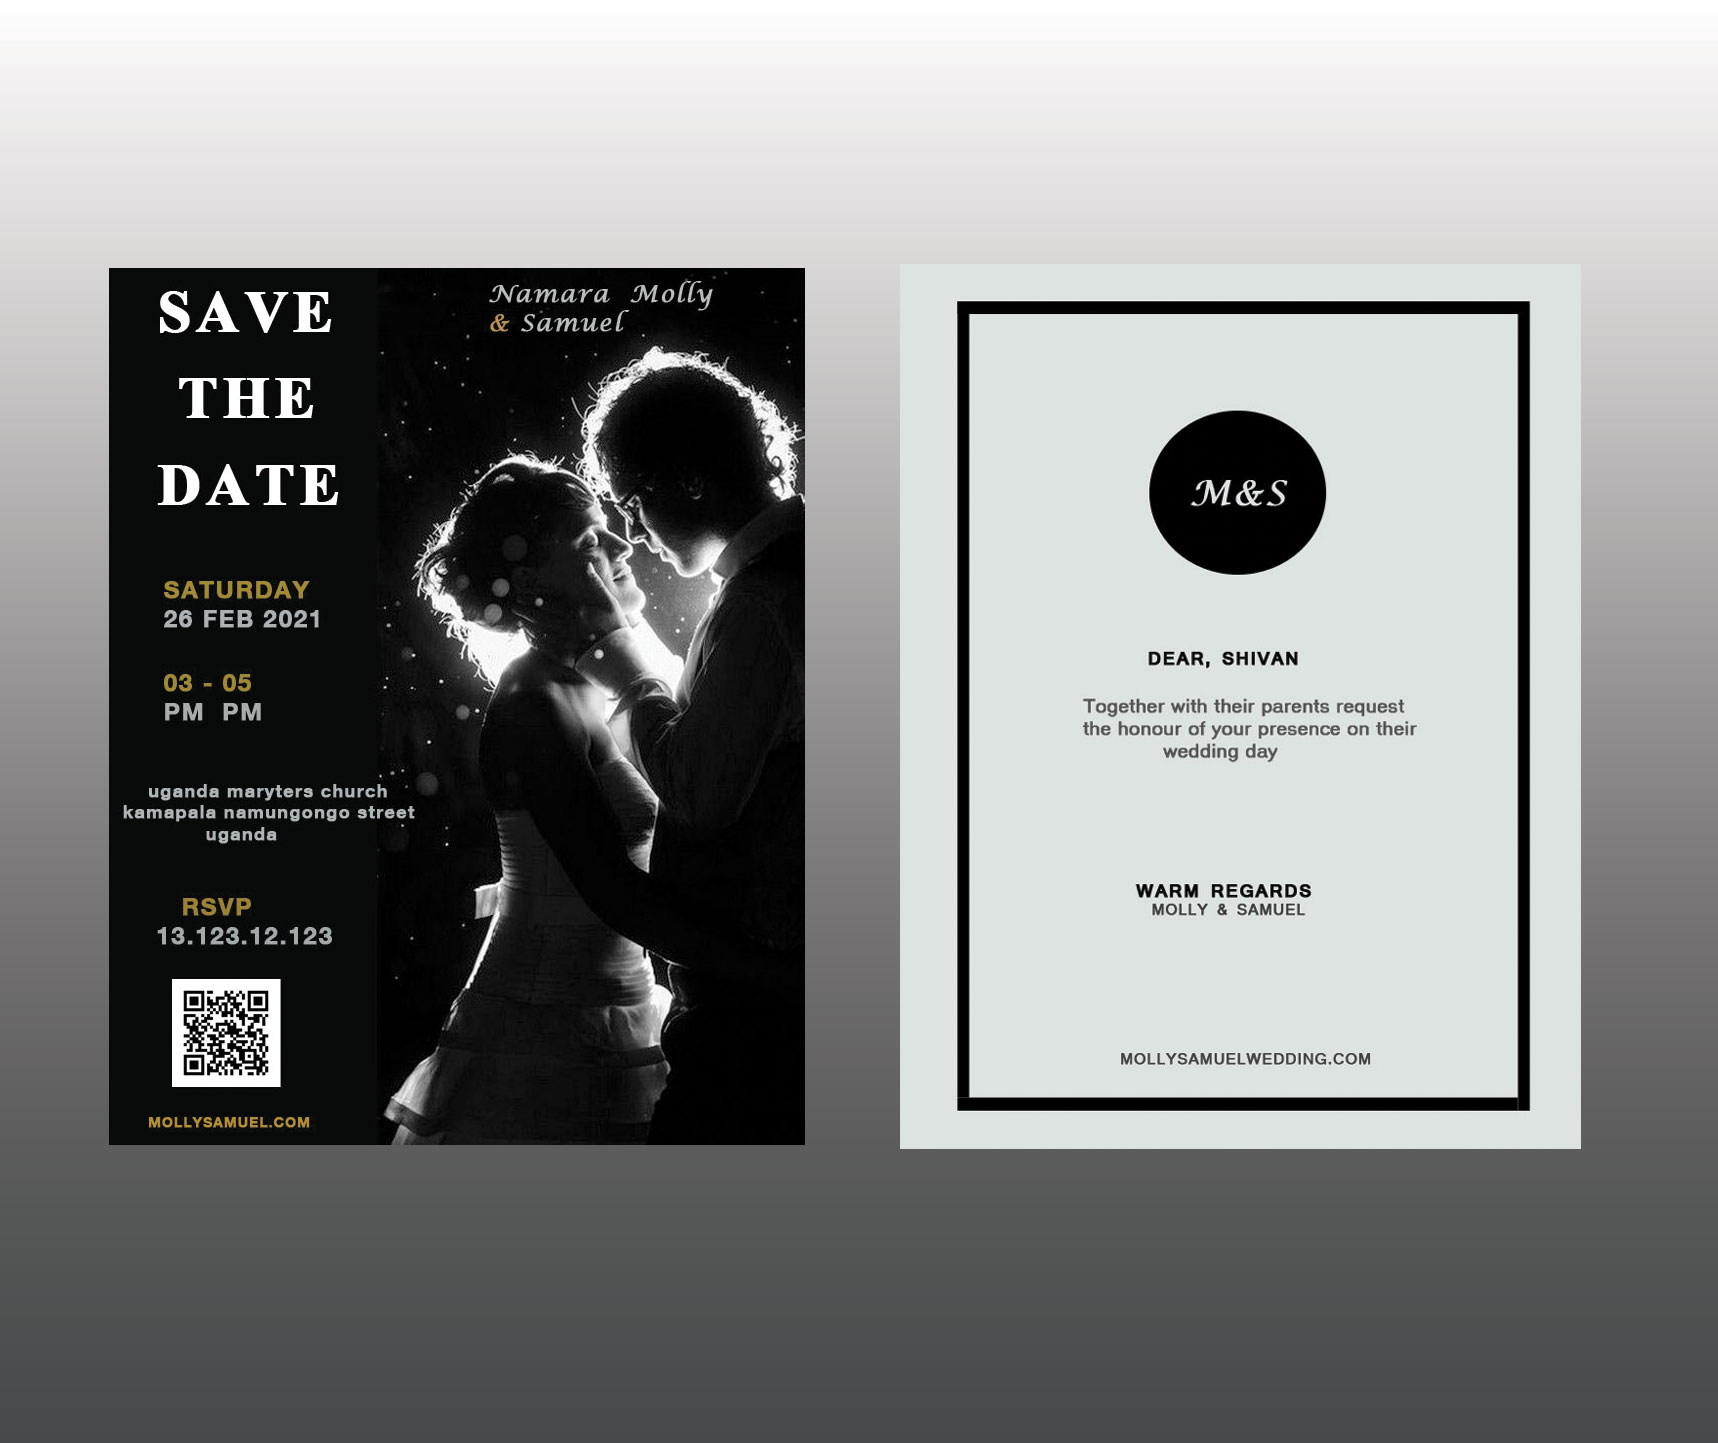 SAVE
THE
DATE
SATURDAY
26 FEB 2021
03 - 05
PM PM
uganda maryters church
kamapala namungongo street
uganda
RSVP
13.123.12.123
MOLLYSAMUEL.COM
Namara Molly
& Samuel
M&S
DEAR, SHIVAN
Together with their parents request
the honour of your presence on their
wedding day
WARM REGARDS
MOLLY & SAMUEL
MOLLYSAMUELWEDDING.COM